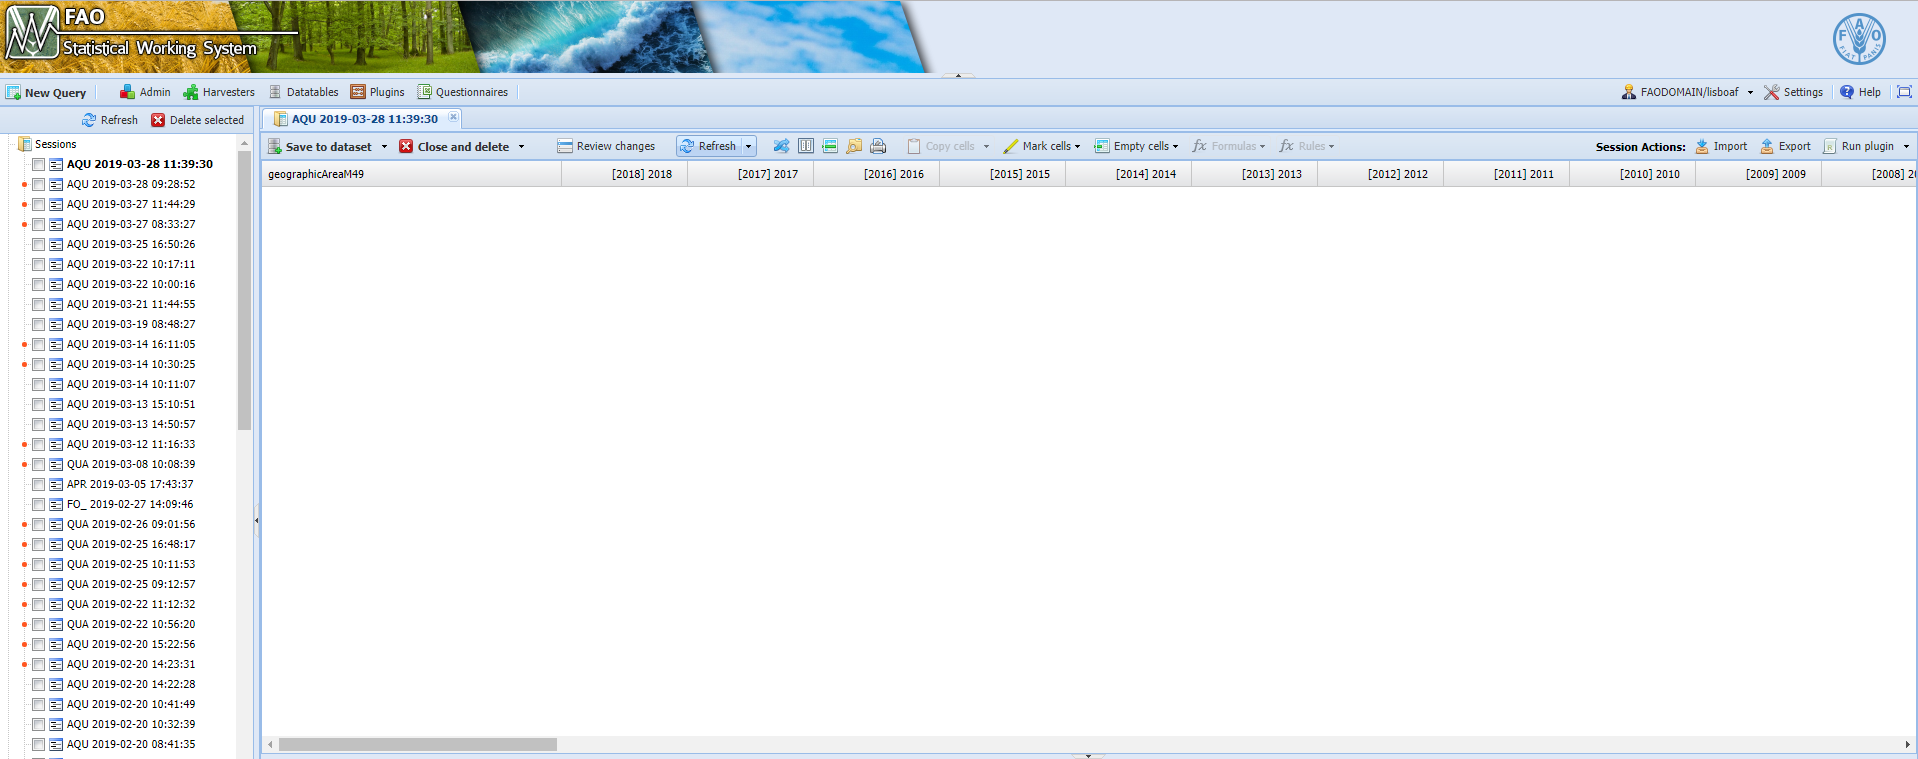 FAO
Statistical Working System
F A O
FIAT PANIS
New Query Admin Harvesters Datatables Plugins Questionnaires FAODOMAIN/lisboaf Settings Help
Refresh Delete selected
AQU 2019-03-28 11:39:30
Save to dataset Close and delete Review changes Refresh Copy cells Mark cells Empty cells Formulas Rules Session Actions: Import Export Run plugin
geographicAreaM49 [2018] 2018 [2017] 2017 [2016] 2016 [2015] 2015 [2014] 2014 [2013] 2013 [2012] 2012 [2011] 2011 [2010] 2010 [2009] 2009 [2008]
Sessions
AQU 2019-03-28 11:39:30
AQU 2019-03-28 09:28:52
AQU 2019-03-27 11:44:29
AQU 2019-03-27 08:33:27
AQU 2019-03-25 16:50:26
AQU 2019-03-22 10:17:11
AQU 2019-03-22 10:00:16
AQU 2019-03-21 11:44:55
AQU 2019-03-19 08:48:27
AQU 2019-03-14 16:11:05
AQU 2019-03-14 10:30:25
AQU 2019-03-14 10:11:07
AQU 2019-03-13 15:10:51
AQU 2019-03-13 14:50:57
AQU 2019-03-12 11:16:33
QUA 2019-03-08 10:08:39
APR 2019-03-05 17:43:37
FO_ 2019-02-27 14:09:46
QUA 2019-02-26 09:01:56
QUA 2019-02-25 16:48:17
QUA 2019-02-25 10:11:53
QUA 2019-02-25 09:12:57
QUA 2019-02-22 11:12:32
QUA 2019-02-22 10:56:20
AQU 2019-02-20 15:22:56
AQU 2019-02-20 14:23:31
AQU 2019-02-20 14:22:28
AQU 2019-02-20 10:41:49
AQU 2019-02-20 10:32:39
AQU 2019-02-20 08:41:35